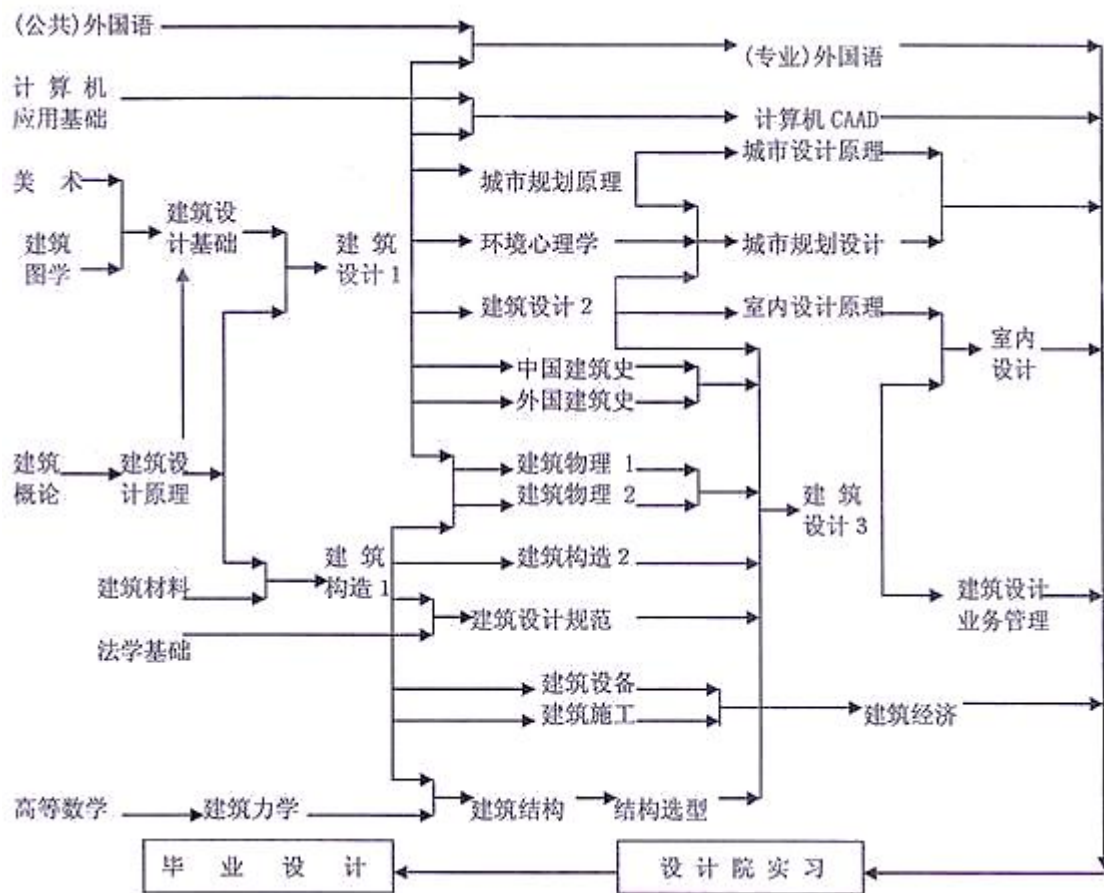 (公共)外国语
(专业)外国语
计 算 机
应用基础
计算机 CAAD
城市设计原理
美 术
城市规划原理
建筑设
计基础
建筑
图学
建 筑
设计 1
环境心理学
城市规划设计
建筑设计 2
室内设计原理
室内
设计
中国建筑史
外国建筑史
建筑
概论
建筑设
计原理
建筑物理 1
建筑物理 2
建 筑
设计 3
建 筑
构造 1
建筑构造 2
建筑材料
建筑设计
业务管理
建筑设计规范
法学基础
建筑设备
建筑施工
建筑经济
高等数学
建筑力学
建筑结构
结构选型
毕 业 设 计
设 计 院 实 习